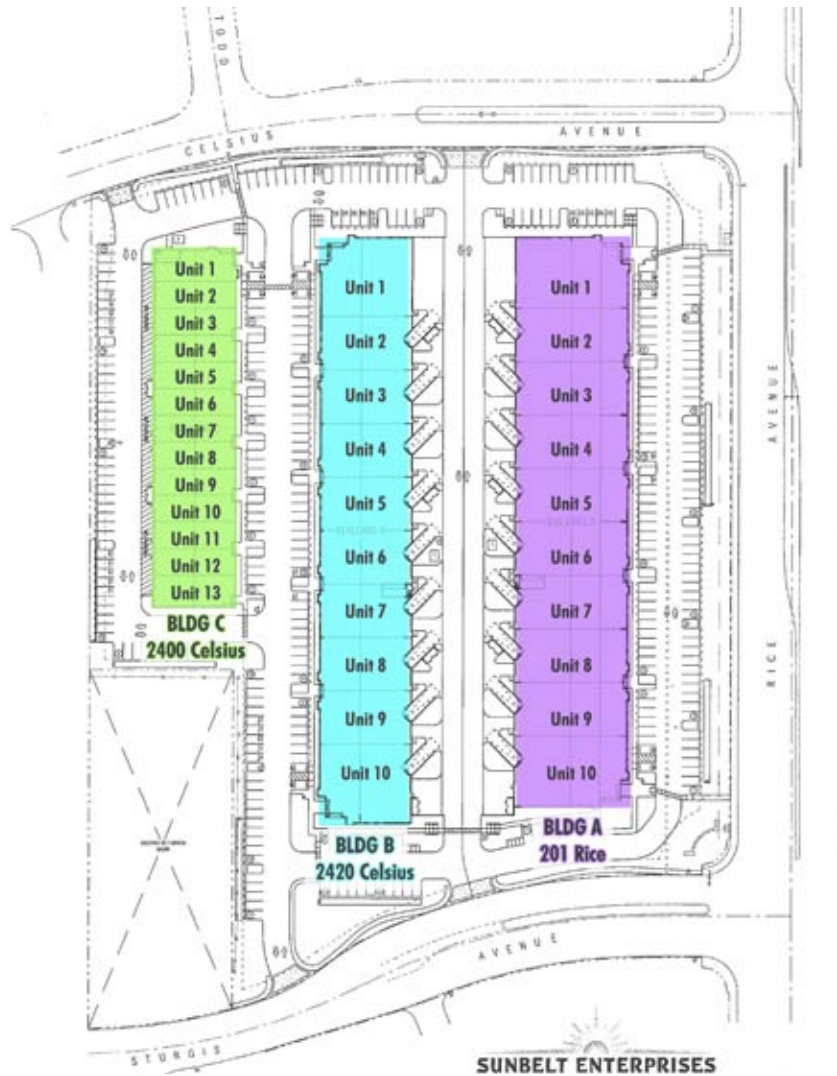 TODD
CELSIUS
AVENUE
Unit 1
Unit 2
Unit 3
Unit 4
Unit 5
Unit 6
Unit 7
Unit 8
Unit 9
Unit 10
Unit 11
Unit 12
Unit 13
BLDG C
2400 Celsius
Unit 1
Unit 2
Unit 3
Unit 4
Unit 5
Unit 6
Unit 7
Unit 8
Unit 9
Unit 10
BLDG B
2420 Celsius
Unit 1
Unit 2
Unit 3
Unit 4
Unit 5
Unit 6
Unit 7
Unit 8
Unit 9
Unit 10
BLDG A
201 Rice
AVENUE
RICE
AVENUE
STURGIS
SUNBELT ENTERPRISES